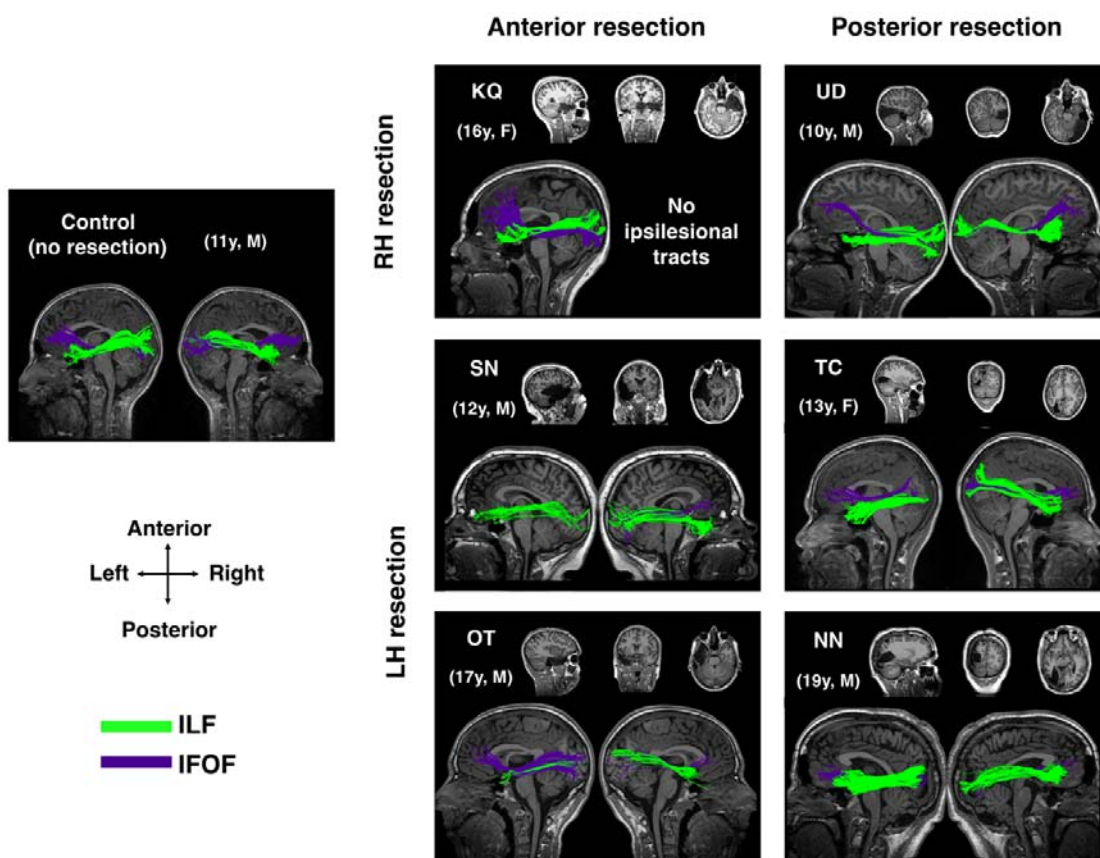 Anterior resection
Posterior resection
RH resection
LH resection
Control
(no resection)
(11y, M)
KQ
(16y, F)
No
ipsilesional
tracts
UD
(10y, M)
SN
(12y, M)
TC
(13y, F)
OT
(17y, M)
NN
(19y, M)
Anterior
Left
Right
Posterior
ILF
IFOF